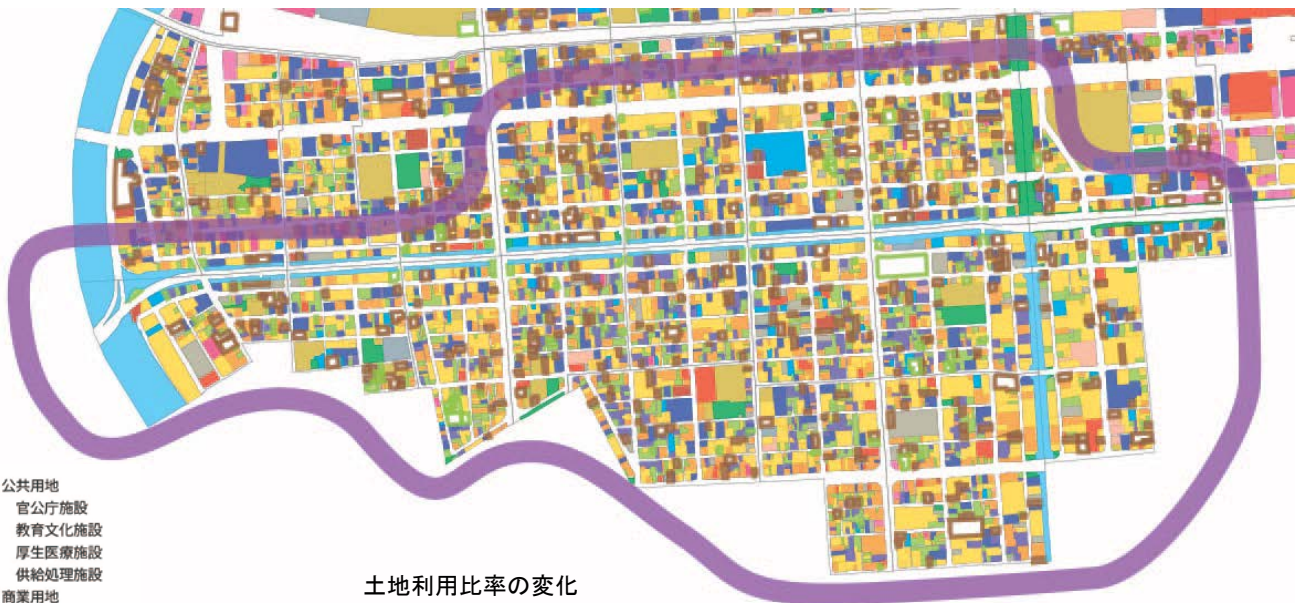 公共用地
官公庁施設
教育文化施設
厚生医療施設
供給処理施設
商業用地
土地利用比率の変化